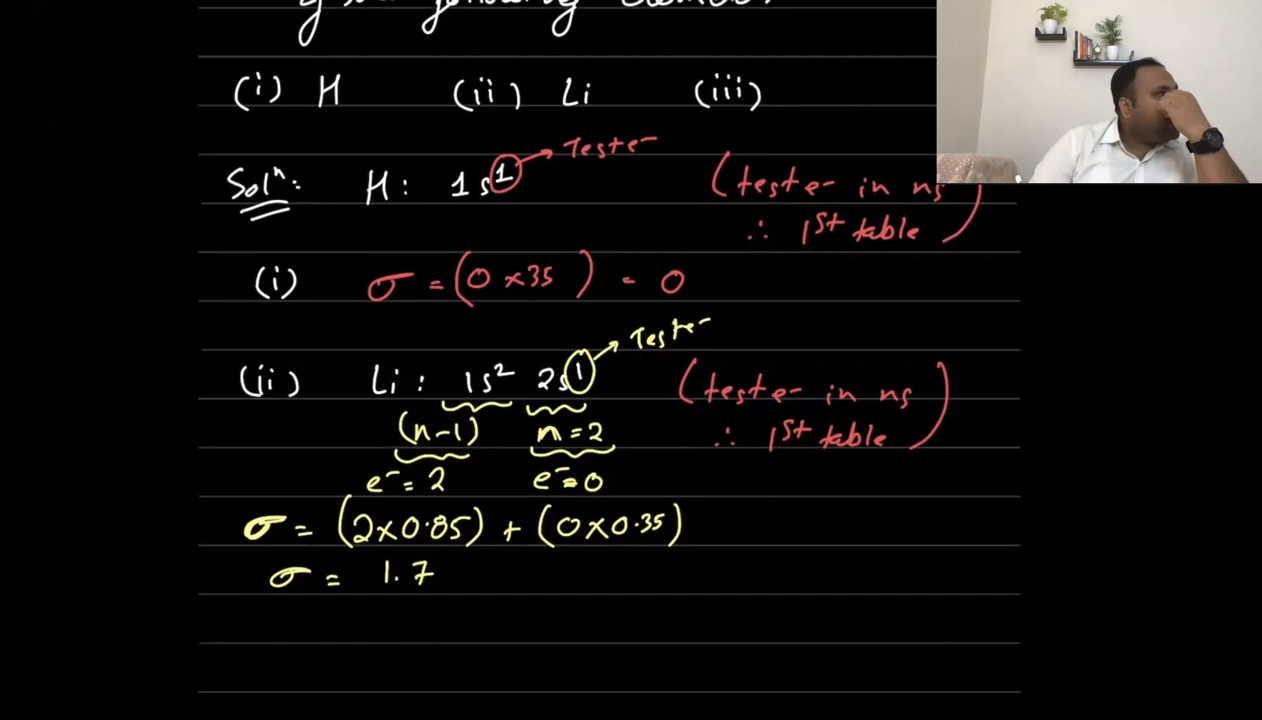 (i) H (ii) Li (iii)
Solⁿ: H: 1s¹ → Tester (tester in ns
∴ 1st table)
(i) σ = (0 × 35) = 0
(ii) Li: 1s² 2s¹ → Tester (tester in ns
∴ 1st table)
(n-1) n = 2
e⁻ = 2 e⁻ = 0
σ = (2×0.85) + (0×0.35)
σ = 1.7